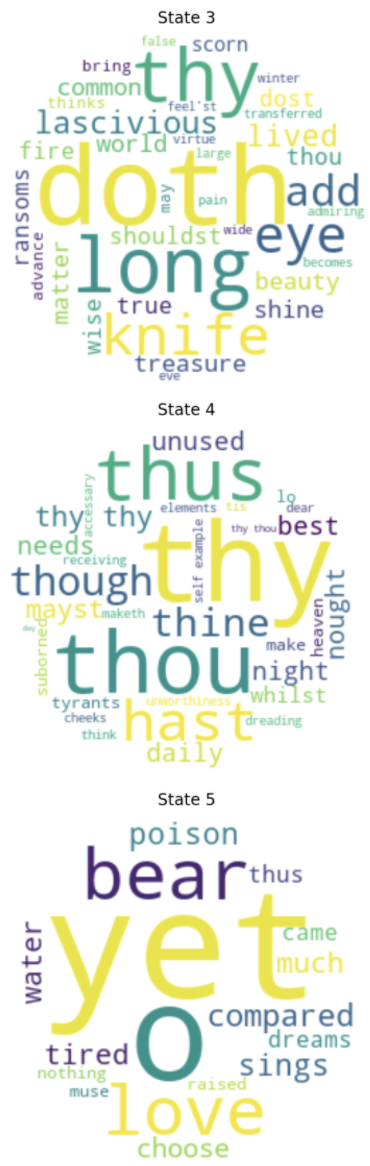 State 3
false
scorn
bring
thy
winter
common
feel'st
dost
thinks
transferred
lascivious
virtue
lived
fire
world
large
thou
doth
may
pain
add
ransoms
admiring
shouldst
wide
eye
advance
long
becomes
matter
beauty
wise
true
shine
knife
treasure
eve
State 4
unused
thus
accessary
lo
thy thy
elements
tis
dear
thy thou
best
needs
self example
thy
receiving
though
heaven
nought
mayst
maketh
thine
day
suborned
thou
make
night
whilst
tyrants
unworthiness
cheeks
hast
dreading
think
daily
State 5
poison
bear
thus
yet
water
came
much
o
compared
tired
dreams
sings
nothing
muse
raised
love
choose